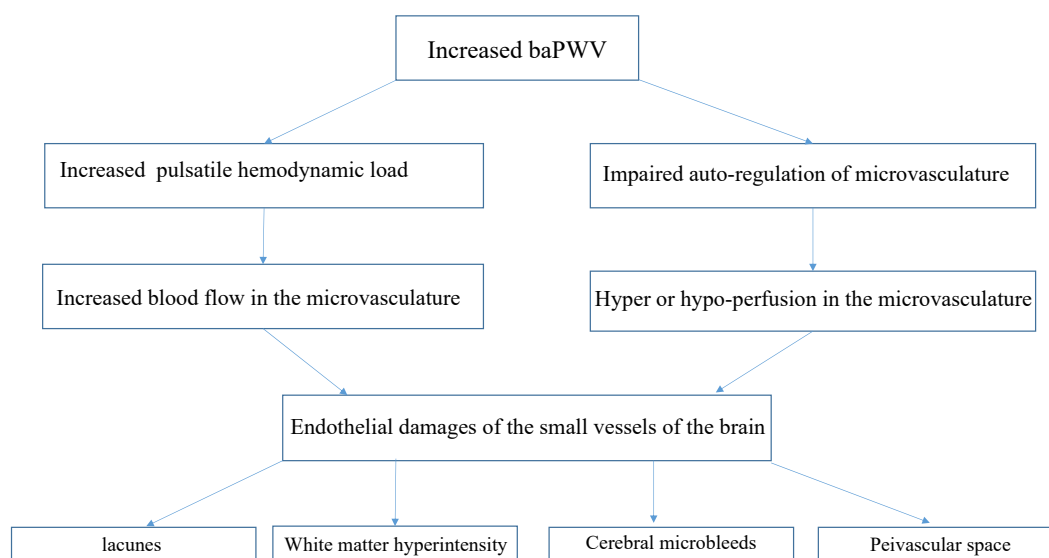 Increased baPWV
Increased pulsatile hemodynamic load
Impaired auto-regulation of microvasculature
Increased blood flow in the microvasculature
Hyper or hypo-perfusion in the microvasculature
Endothelial damages of the small vessels of the brain
lacunes
White matter hyperintensity
Cerebral microbleeds
Peivascular space